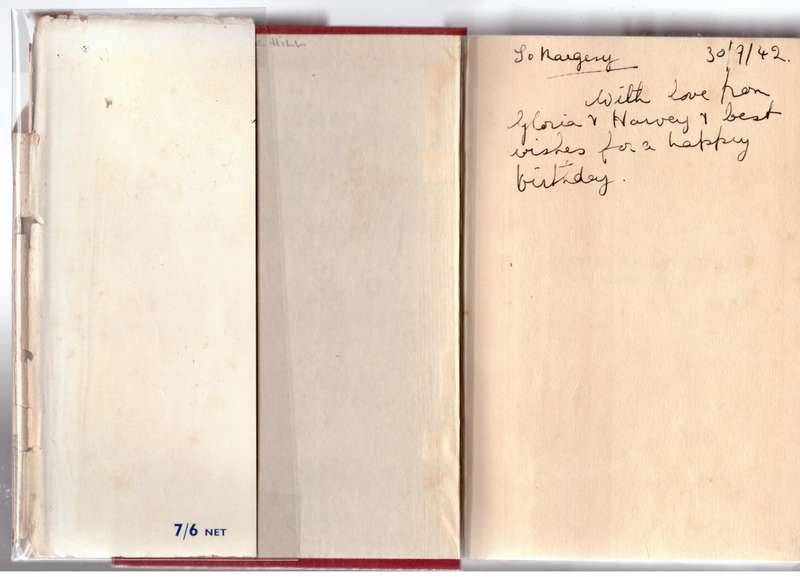 7/6 NET
To Margery 30/9/42.
With love from
Gloria & Harvey & best
wishes for a happy
birthday.